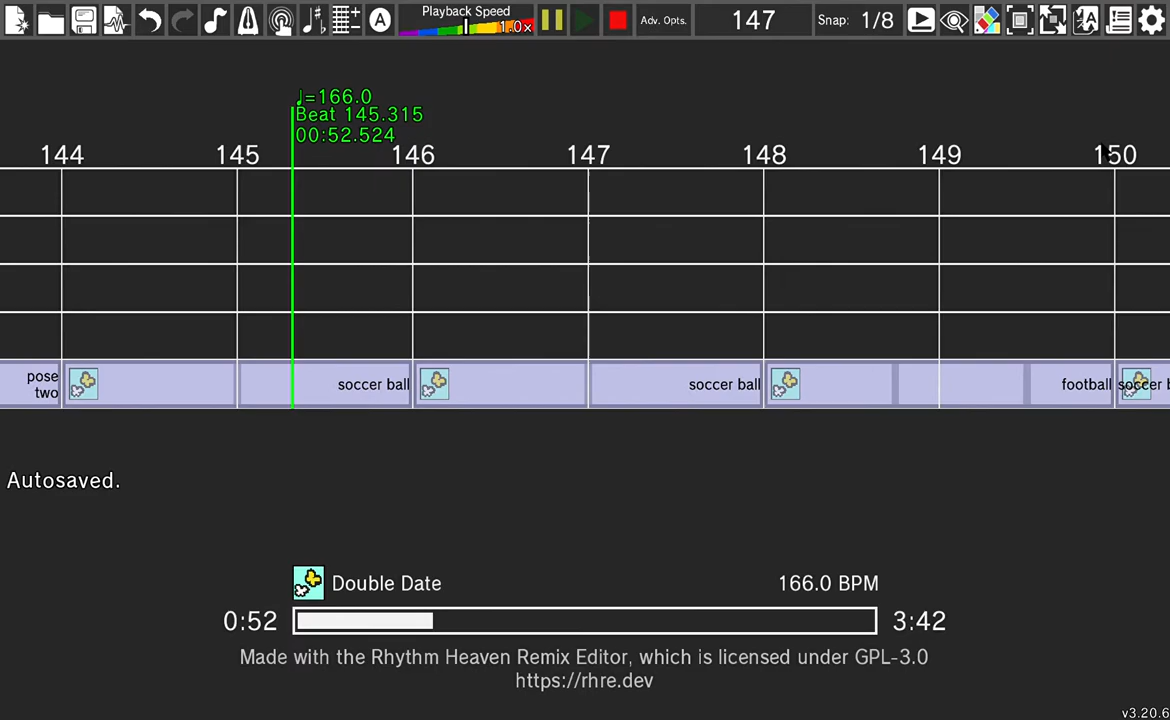 Playback Speed
1.0x
Adv. Opts.
147
Snap: 1/8
♩=166.0
Beat 145.315
00:52.524
144 145 146 147 148 149 150
pose two
soccer ball
soccer ball
football
soccer b
Autosaved.
Double Date
166.0 BPM
0:52
3:42
Made with the Rhythm Heaven Remix Editor, which is licensed under GPL-3.0
https://rhre.dev
v3.20.6